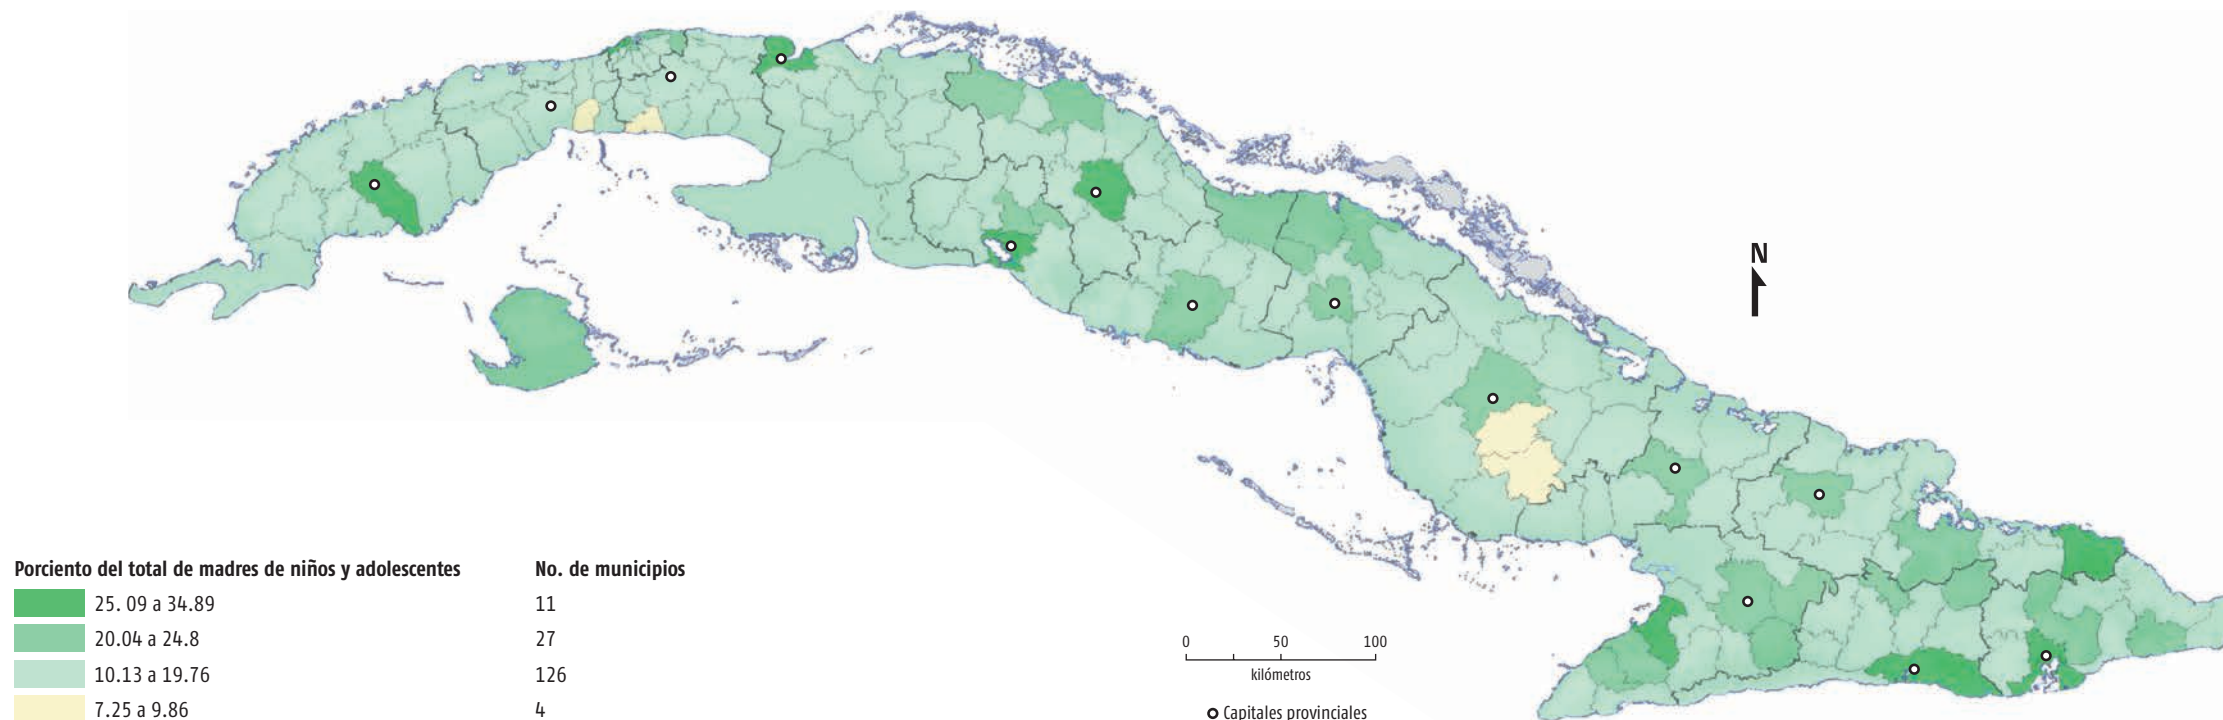 N
Porciento del total de madres de niños y adolescentes No. de municipios
25. 09 a 34.89 11
20.04 a 24.8 27
10.13 a 19.76 126
7.25 a 9.86 4
0 50 100
kilómetros
Capitales provinciales